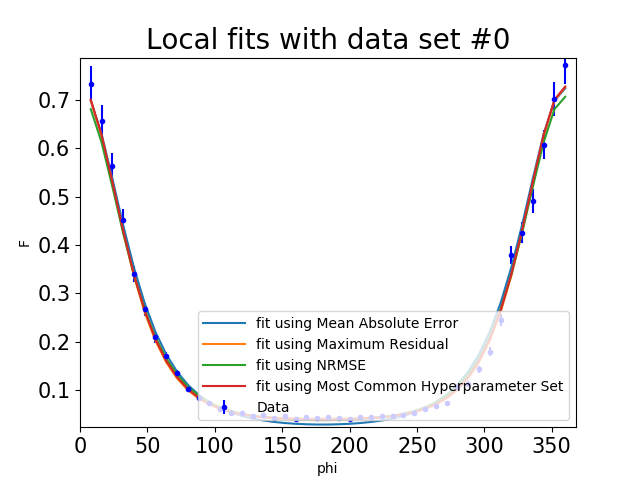 Local fits with data set #0
0.7
0.6
0.5
0.4
0.3
0.2
0.1
F
fit using Mean Absolute Error
fit using Maximum Residual
fit using NRMSE
fit using Most Common Hyperparameter Set
Data
0 50 100 150 200 250 300 350
phi